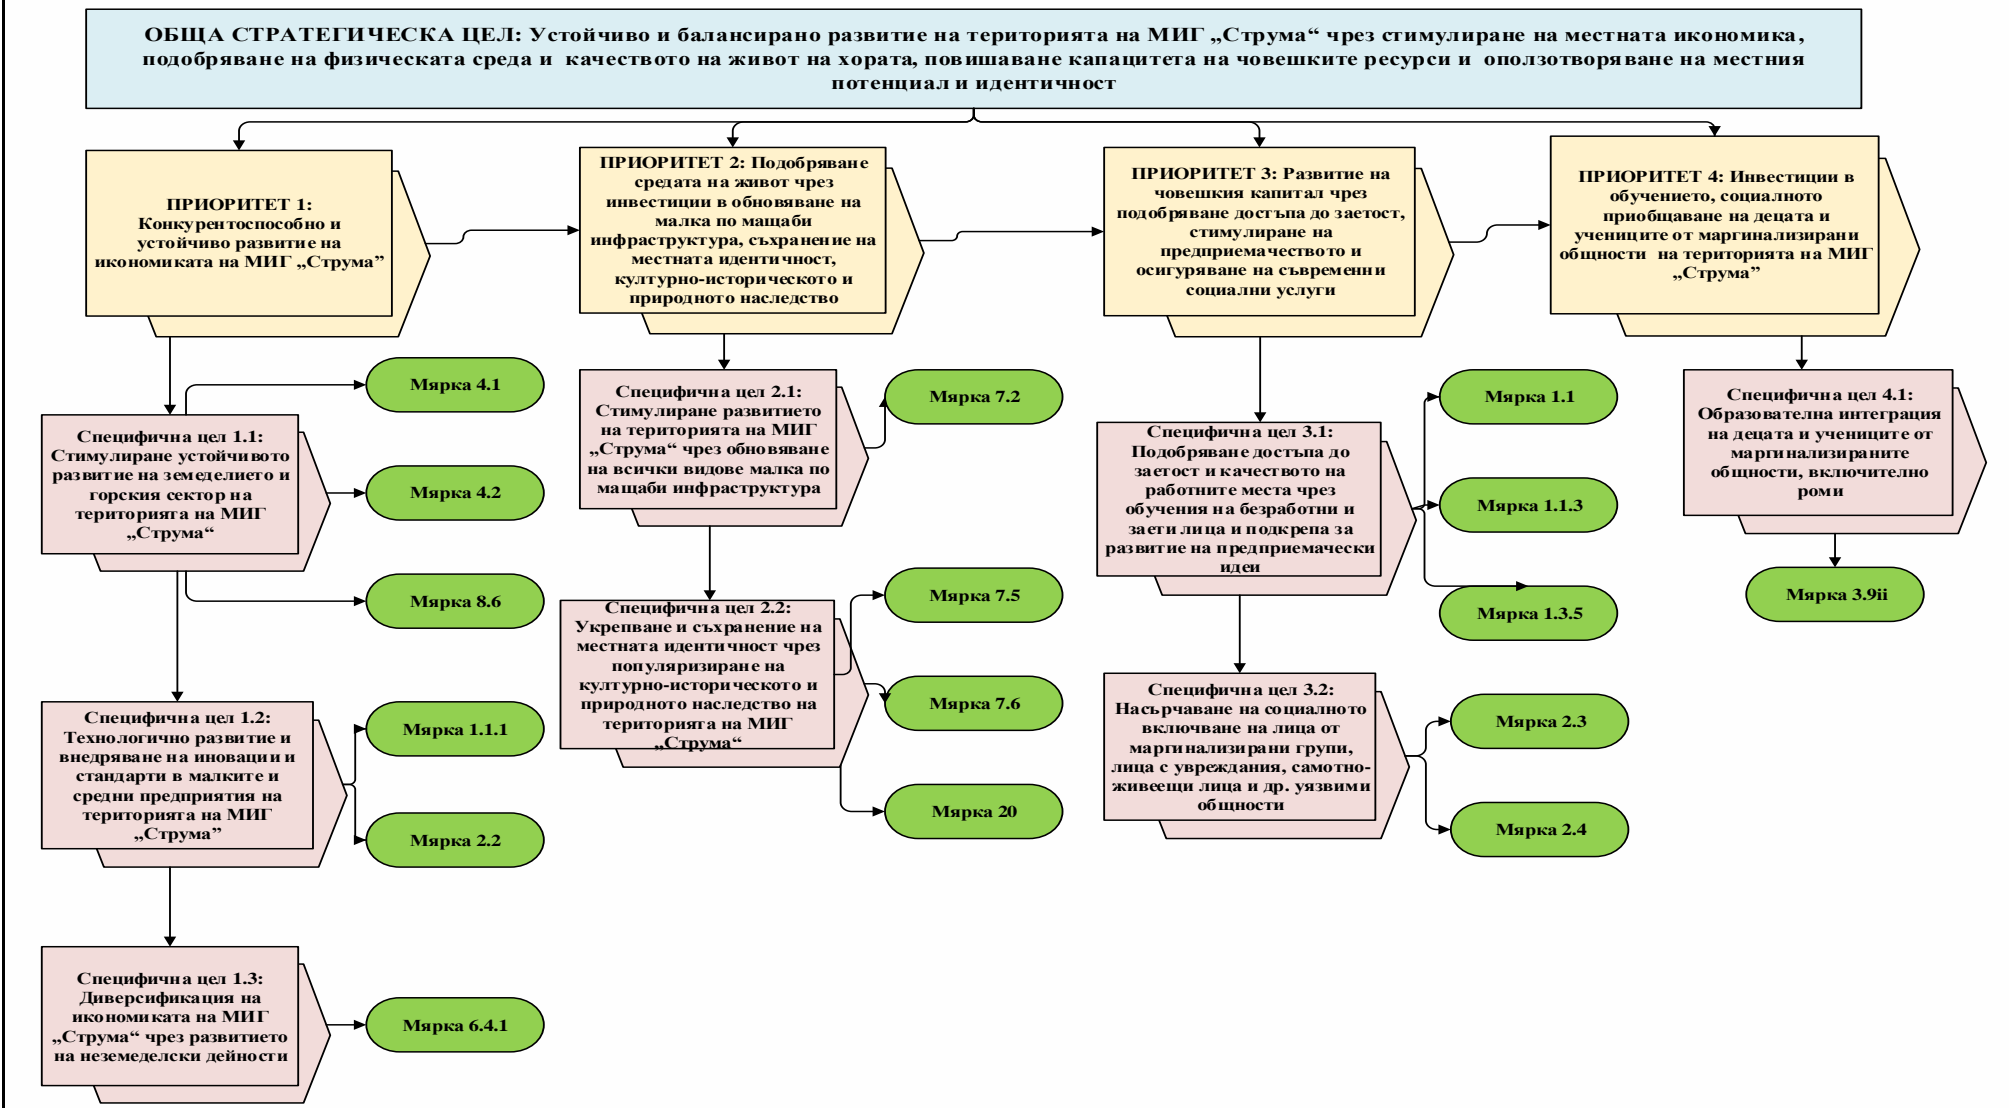 ОБЩА СТРАТЕГИЧЕСКА ЦЕЛ: Устойчиво и балансирано развитие на територията на МИГ „Струма“ чрез стимулиране на местната икономика,
подобряване на физическата среда и качеството на живот на хората, повишаване капацитета на човешките ресурси и оползотворяване на местния
потенциал и идентичност
ПРИОРИТЕТ 1:
Конкурентоспособно и
устойчиво развитие на
икономиката на МИГ „Струма”
ПРИОРИТЕТ 2: Подобряване
средата на живот чрез
инвестиции в обновяване на
малка по мащаби
инфраструктура, съхранение на
местната идентичност,
културно-историческото и
природното наследство
ПРИОРИТЕТ 3: Развитие на
човешкия капитал чрез
подобряване достъпа до заетост,
стимулиране на
предприемачеството и
осигуряване на съвременни
социални услуги
ПРИОРИТЕТ 4: Инвестиции в
обучението, социалното
приобщаване на децата и
учениците от маргинализирани
общности на територията на МИГ
„Струма”
Специфична цел 1.1:
Стимулиране устойчивото
развитие на земеделието и
горския сектор на
територията на МИГ
„Струма“
Мярка 4.1
Мярка 4.2
Мярка 8.6
Специфична цел 1.2:
Технологично развитие и
внедряване на иновации и
стандарти в малките и
средни предприятия на
територията на МИГ
„Струма”
Мярка 1.1.1
Мярка 2.2
Специфична цел 1.3:
Диверсификация на
икономиката на МИГ
„Струма“ чрез развитието
на неземеделски дейности
Мярка 6.4.1
Специфична цел 2.1:
Стимулиране развитието
на територията на МИГ
„Струма“ чрез обновяване
на всички видове малка по
мащаби инфраструктура
Мярка 7.2
Специфична цел 2.2:
Укрепване и съхранение на
местната идентичност чрез
популяризиране на
културно-историческото и
природното наследство на
територията на МИГ
„Струма“
Мярка 7.5
Мярка 7.6
Мярка 20
Специфична цел 3.1:
Подобряване достъпа до
заетост и качеството на
работните места чрез
обучения на безработни и
заети лица и подкрепа за
развитие на предприемачески
идеи
Мярка 1.1
Мярка 1.1.3
Мярка 1.3.5
Специфична цел 3.2:
Насърчаване на социалното
включване на лица от
маргинализирани групи,
лица с увреждания, самотно-
живеещи лица и др. уязвими
общности
Мярка 2.3
Мярка 2.4
Специфична цел 4.1:
Образователна интеграция
на децата и учениците от
маргинализираните
общности, включително
роми
Мярка 3.9ii